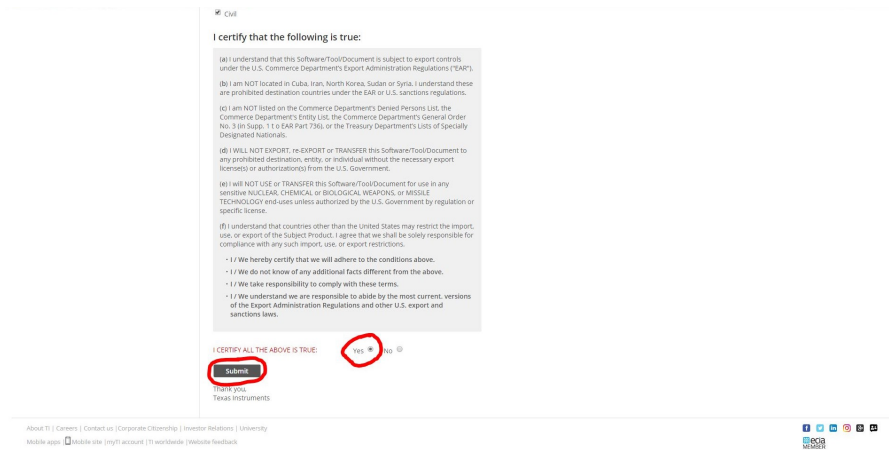 Civil
I certify that the following is true:
(a) I understand that this Software/Tool/Document is subject to export controls
under the U.S. Commerce Department's Export Administration Regulations ("EAR").
(b) I am NOT located in Cuba, Iran, North Korea, Sudan or Syria. I understand these
are prohibited destination countries under the EAR or U.S. sanctions regulations.
(c) I am NOT listed on the Commerce Department's Denied Persons List, the
Commerce Department's Entity List, the Commerce Department's General Order
No. 3 (in Supp. 1 t o EAR Part 736), or the Treasury Department's Lists of Specially
Designated Nationals.
(d) I WILL NOT EXPORT, re-EXPORT or TRANSFER this Software/Tool/Document to
any prohibited destination, entity, or individual without the necessary export
license(s) or authorization(s) from the U.S. Government.
(e) I will NOT USE or TRANSFER this Software/Tool/Document for use in any
sensitive NUCLEAR, CHEMICAL or BIOLOGICAL WEAPONS, or MISSILE
TECHNOLOGY end-uses unless authorized by the U.S. Government by regulation or
specific license.
(f) I understand that countries other than the United States may restrict the import,
use, or export of the Subject Product. I agree that we shall be solely responsible for
compliance with any such import, use, or export restrictions.
• I / We hereby certify that we will adhere to the conditions above.
• I / We do not know of any additional facts different from the above.
• I / We take responsibility to comply with these terms.
• I / We understand we are responsible to abide by the most current. versions
of the Export Administration Regulations and other U.S. export and
sanctions laws.
I CERTIFY ALL THE ABOVE IS TRUE: Yes No
Submit
Thank you,
Texas Instruments
About TI | Careers | Contact us | Corporate Citizenship | Investor Relations | University
Mobile apps | Mobile site | myTI account | TI worldwide | Website feedback
ecia
MEMBER